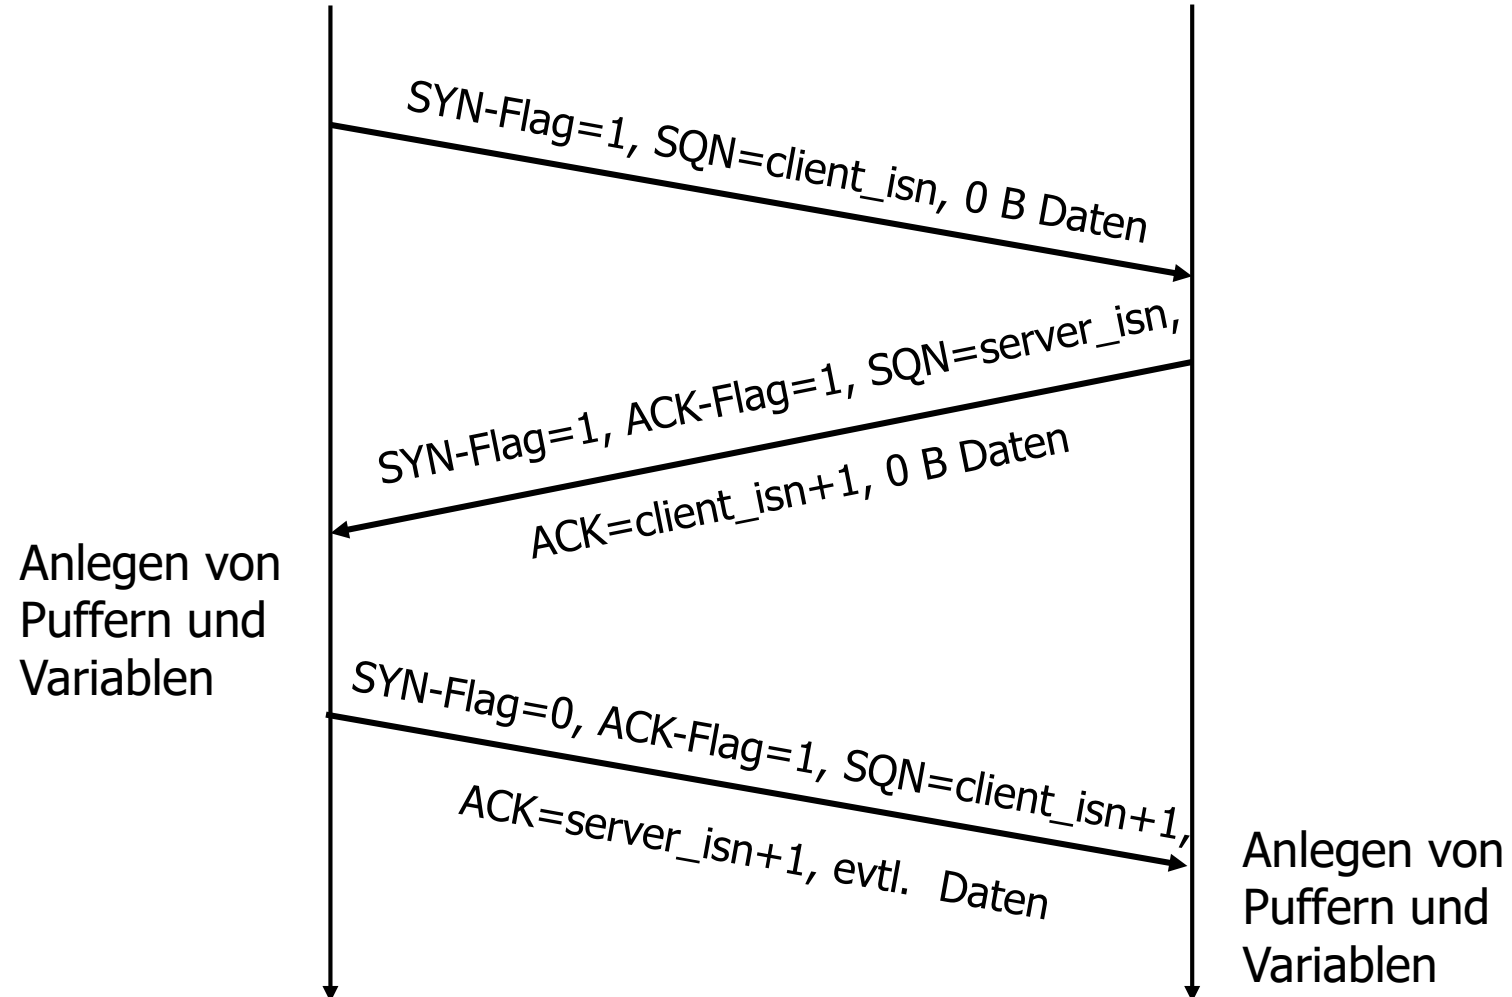 SYN-Flag=1, SQN=client_isn, 0 B Daten
SYN-Flag=1, ACK-Flag=1, SQN=server_isn,
ACK=client_isn+1, 0 B Daten
Anlegen von
Puffern und
Variablen
SYN-Flag=0, ACK-Flag=1, SQN=client_isn+1,
ACK=server_isn+1, evtl. Daten
Anlegen von
Puffern und
Variablen